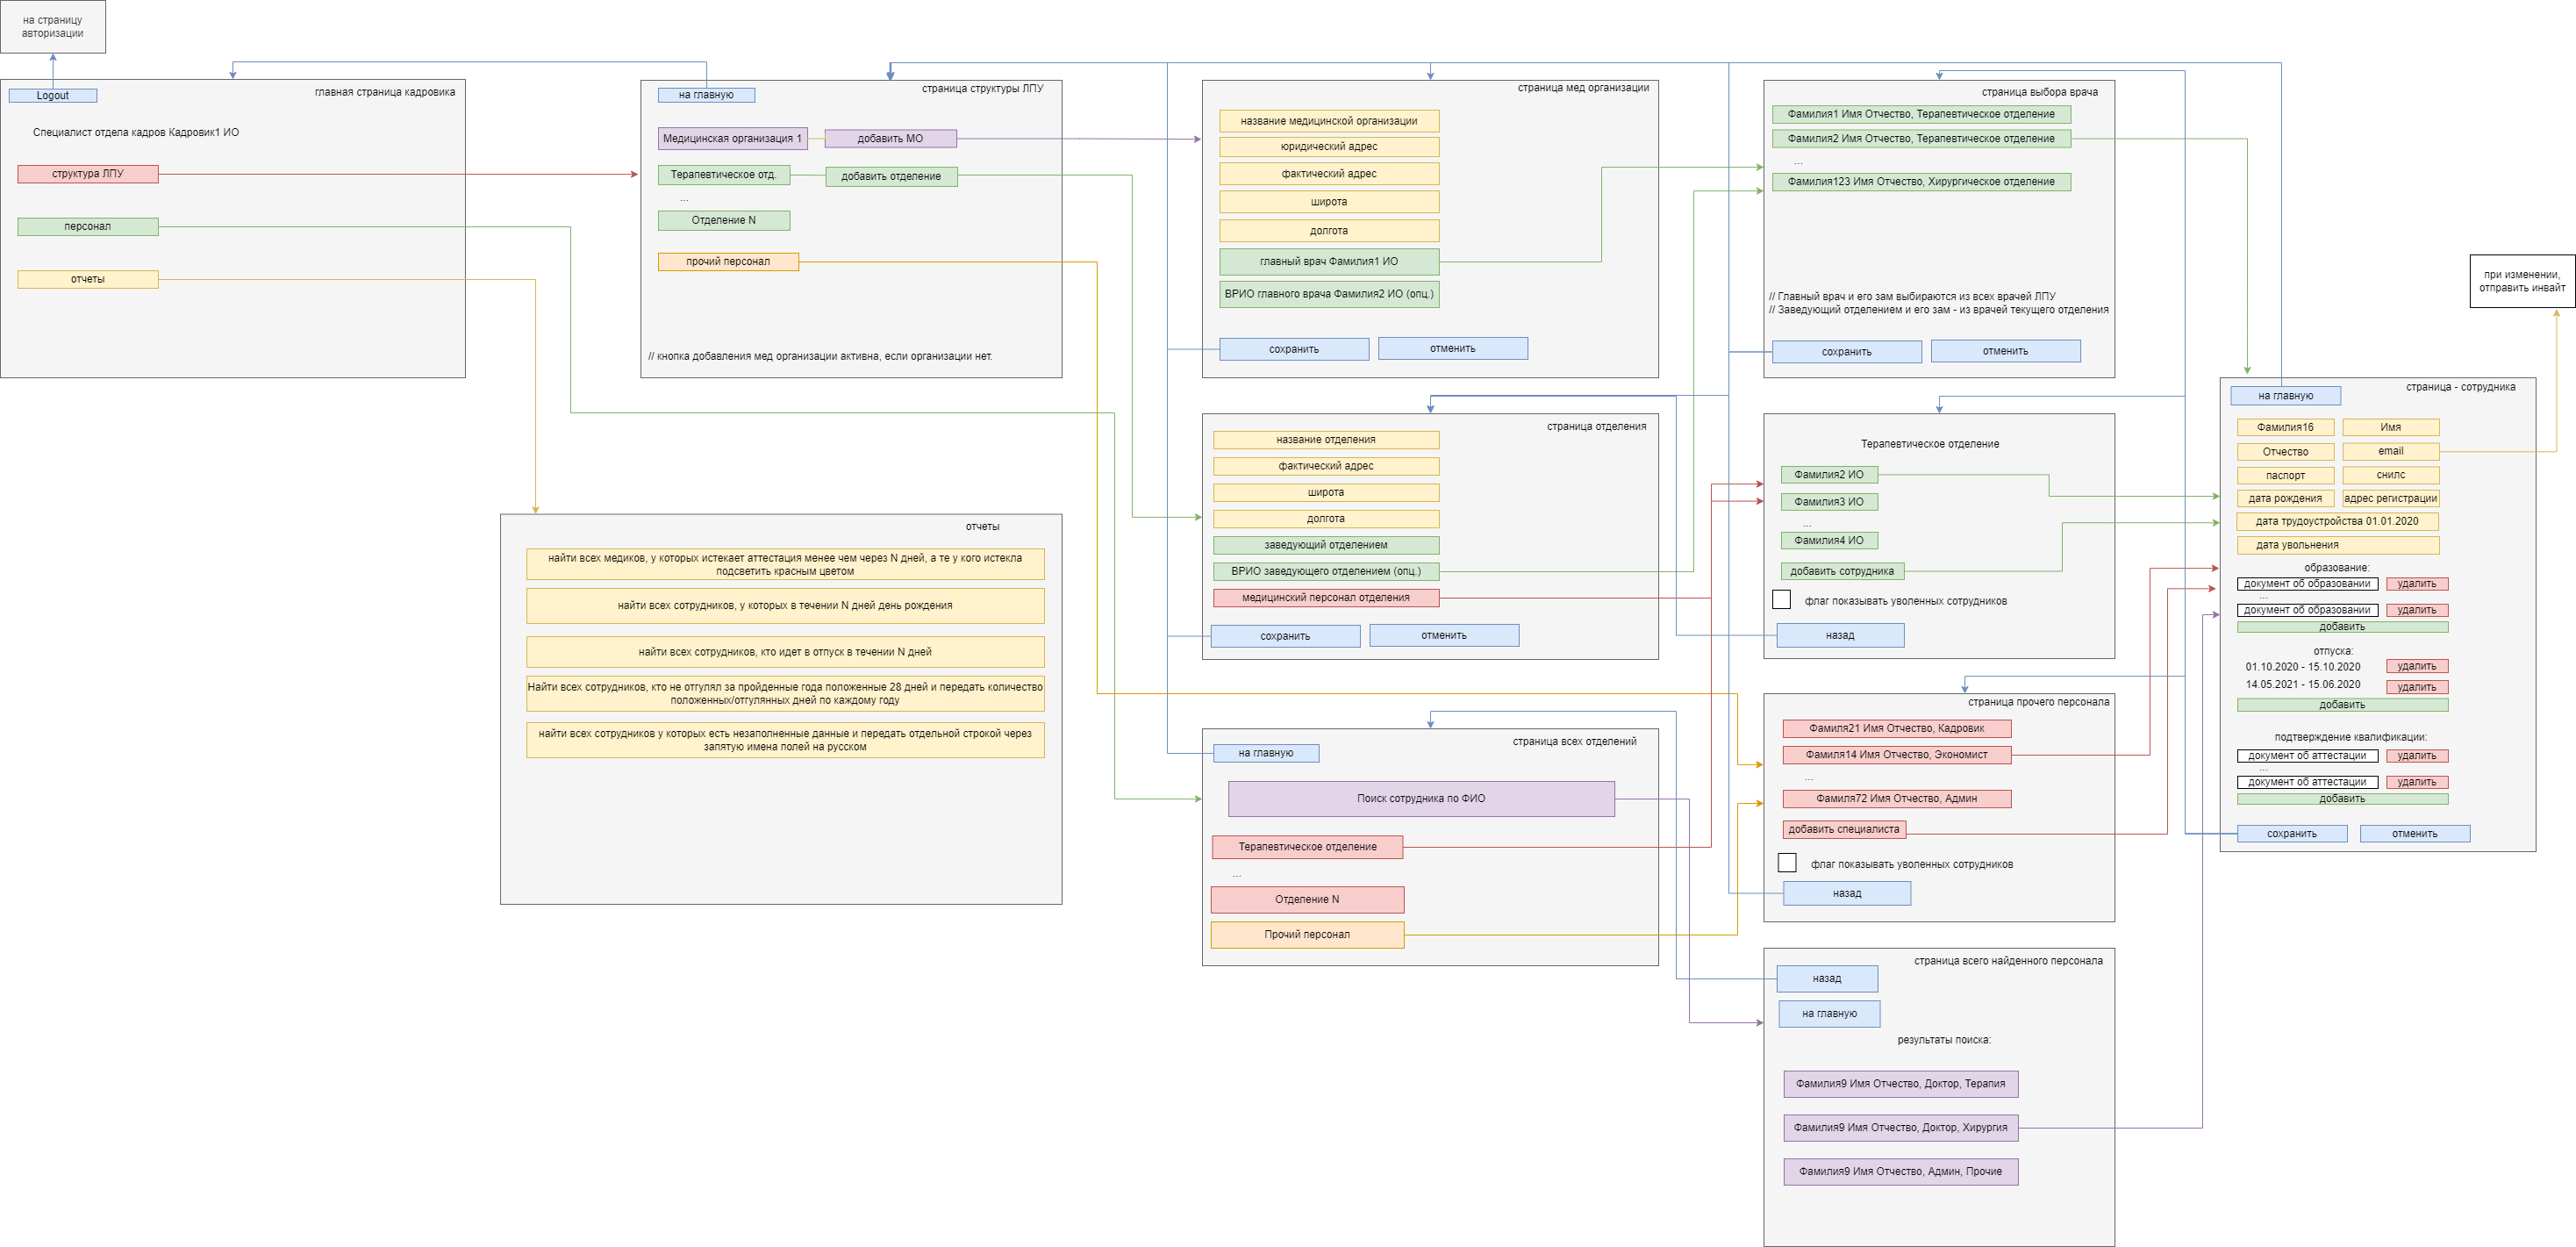 на страницу
авторизации
Logout
главная страница кадровика
Специалист отдела кадров Кадровик1 ИО
структура ЛПУ
персонал
отчеты
на главную
страница структуры ЛПУ
Медицинская организация 1
добавить МО
Терапевтическое отд.
добавить отделение
...
Отделение N
прочий персонал
// кнопка добавления мед организации активна, если организации нет.
страница мед организации
название медицинской организации
юридический адрес
фактический адрес
широта
долгота
главный врач Фамилия1 ИО
ВРИО главного врача Фамилия2 ИО (опц.)
сохранить
отменить
страница выбора врача
Фамилия1 Имя Отчество, Терапевтическое отделение
Фамилия2 Имя Отчество, Терапевтическое отделение
...
Фамилия123 Имя Отчество, Хирургическое отделение
// Главный врач и его зам выбираются из всех врачей ЛПУ
// Заведующий отделением и его зам - из врачей текущего отделения
сохранить
отменить
при изменении,
отправить инвайт
отчеты
найти всех медиков, у которых истекает аттестация менее чем через N дней, а те у кого истекла
подсветить красным цветом
найти всех сотрудников, у которых в течении N дней день рождения
найти всех сотрудников, кто идет в отпуск в течении N дней
Найти всех сотрудников, кто не отгулял за пройденные года положенные 28 дней и передать количество
положенных/отгулянных дней по каждому году
найти всех сотрудников у которых есть незаполненные данные и передать отдельной строкой через
запятую имена полей на русском
страница отделения
название отделения
фактический адрес
широта
долгота
заведующий отделением
ВРИО заведующего отделением (опц.)
медицинский персонал отделения
сохранить
отменить
Терапевтическое отделение
Фамилия2 ИО
Фамилия3 ИО
...
Фамилия4 ИО
добавить сотрудника
флаг показывать уволенных сотрудников
назад
страница всех отделений
на главную
Поиск сотрудника по ФИО
Терапевтическое отделение
...
Отделение N
Прочий персонал
страница прочего персонала
Фамиля21 Имя Отчество, Кадровик
Фамиля14 Имя Отчество, Экономист
...
Фамиля72 Имя Отчество, Админ
добавить специалиста
флаг показывать уволенных сотрудников
назад
страница всего найденного персонала
назад
на главную
результаты поиска:
Фамилия9 Имя Отчество, Доктор, Терапия
Фамилия9 Имя Отчество, Доктор, Хирургия
Фамилия9 Имя Отчество, Админ, Прочие
страница - сотрудника
на главную
Фамилия16
Имя
Отчество
email
паспорт
снилс
дата рождения
адрес регистрации
дата трудоустройства 01.01.2020
дата увольнения
образование:
документ об образовании
удалить
...
документ об образовании
удалить
добавить
отпуска:
01.10.2020 - 15.10.2020
удалить
14.05.2021 - 15.06.2020
удалить
добавить
подтверждение квалификации:
документ об аттестации
удалить
...
документ об аттестации
удалить
добавить
сохранить
отменить